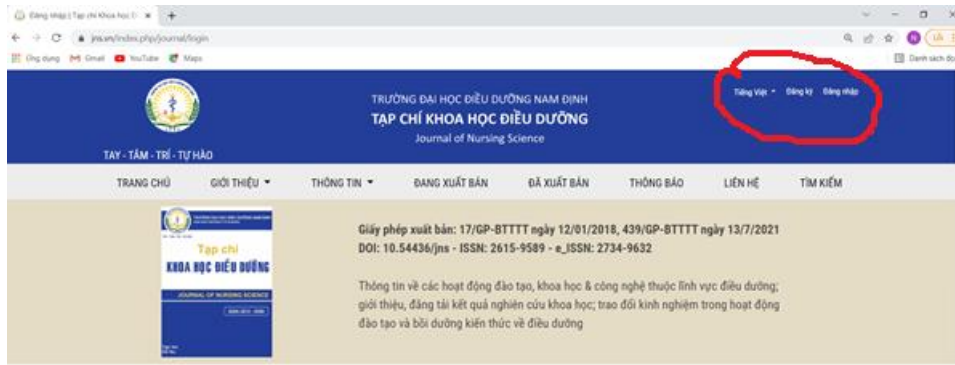 Đăng nhập | Tạp chí Khoa học Đi
jns.vn/index.php/journal/login
Ứng dụng Gmail YouTube Maps Danh sách đọ
Tiếng Việt Đăng ký Đăng nhập
TRƯỜNG ĐẠI HỌC ĐIỀU DƯỠNG NAM ĐỊNH
TẠP CHÍ KHOA HỌC ĐIỀU DƯỠNG
Journal of Nursing Science
TAY - TÂM - TRÍ - TỰ HÀO
TRANG CHỦ GIỚI THIỆU THÔNG TIN ĐANG XUẤT BẢN ĐÃ XUẤT BẢN THÔNG BÁO LIÊN HỆ TÌM KIẾM
Tạp chí
KHOA HỌC ĐIỀU DƯỠNG
JOURNAL OF NURSING SCIENCE
Giấy phép xuất bản: 17/GP-BTTTT ngày 12/01/2018, 439/GP-BTTTT ngày 13/7/2021
DOI: 10.54436/jns - ISSN: 2615-9589 - e_ISSN: 2734-9632
Thông tin về các hoạt động đào tạo, khoa học & công nghệ thuộc lĩnh vực điều dưỡng;
giới thiệu, đăng tải kết quả nghiên cứu khoa học; trao đổi kinh nghiệm trong hoạt động
đào tạo và bồi dưỡng kiến thức về điều dưỡng